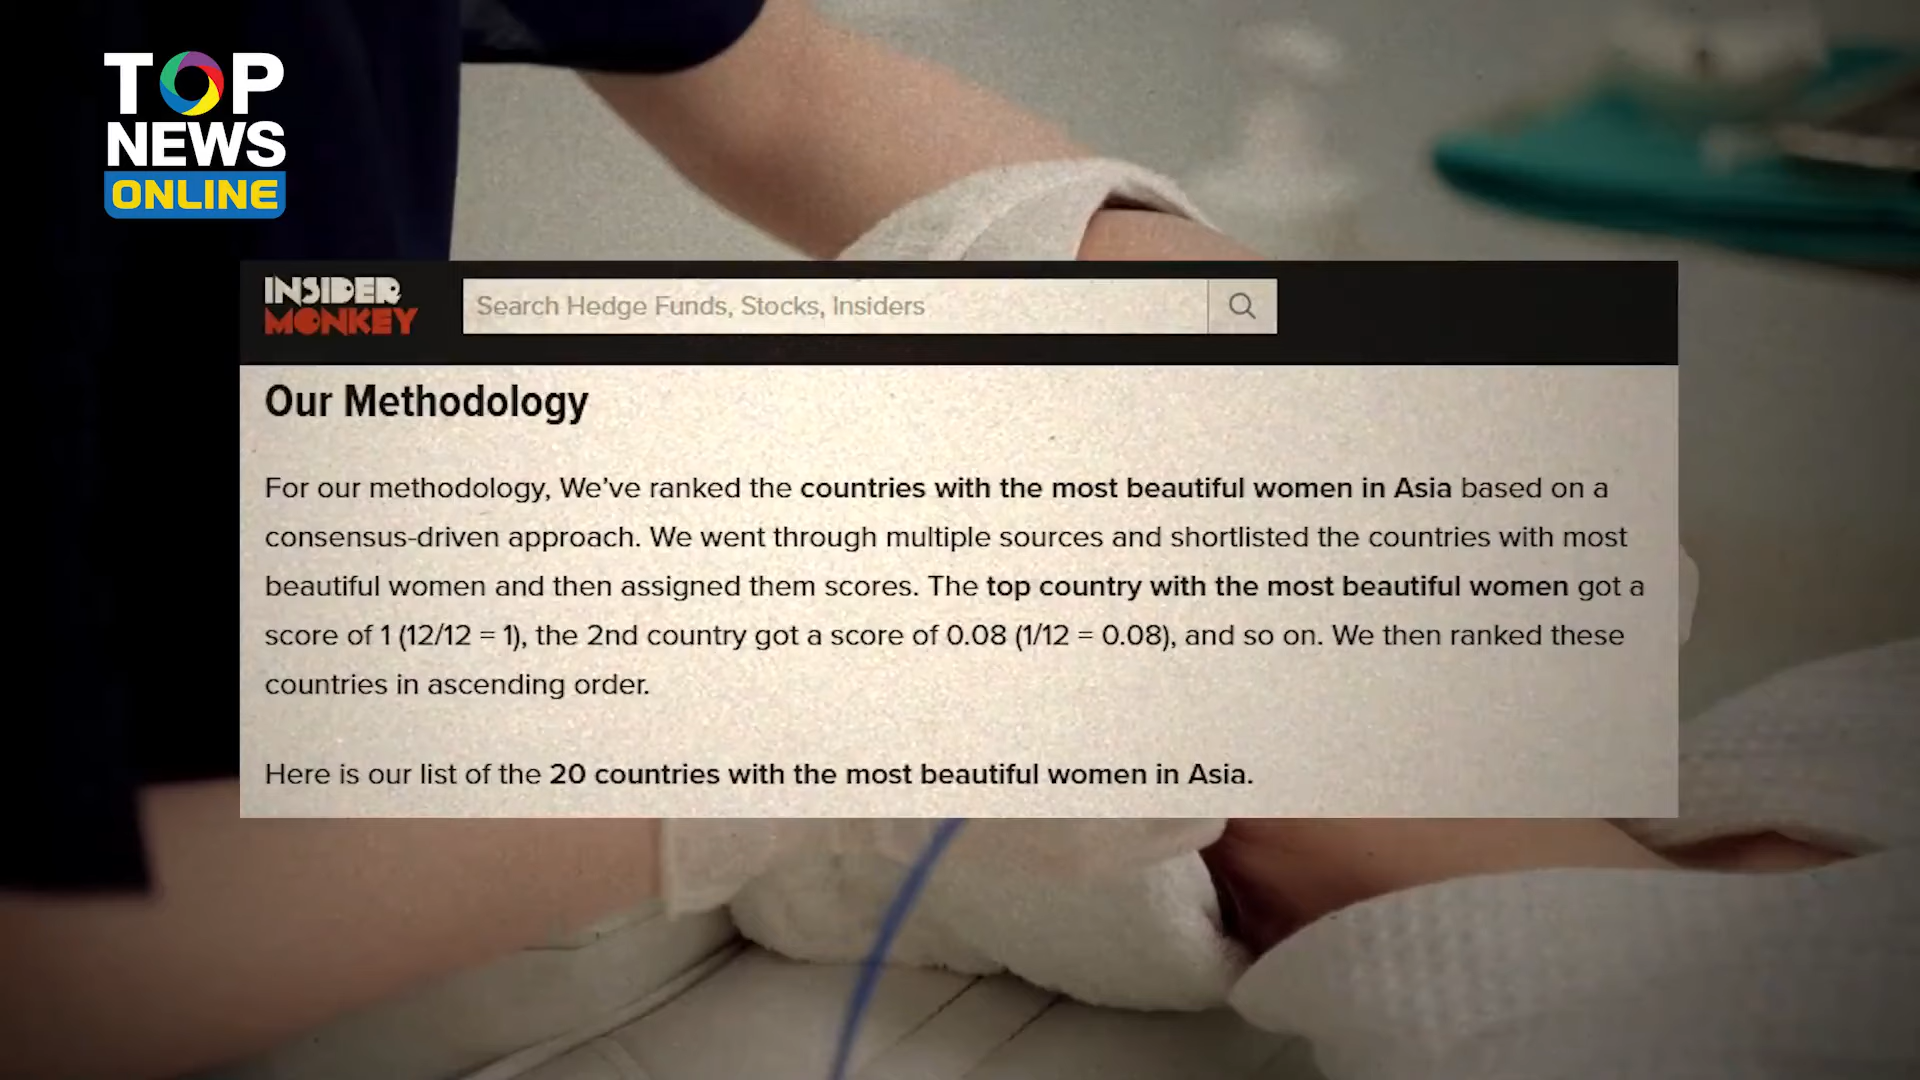 TOP
NEWS
ONLINE
INSIDER
MONKEY
Search Hedge Funds, Stocks, Insiders
Our Methodology
For our methodology, We've ranked the countries with the most beautiful women in Asia based on a
consensus-driven approach. We went through multiple sources and shortlisted the countries with most
beautiful women and then assigned them scores. The top country with the most beautiful women got a
score of 1 (12/12 = 1), the 2nd country got a score of 0.08 (1/12 = 0.08), and so on. We then ranked these
countries in ascending order.
Here is our list of the 20 countries with the most beautiful women in Asia.